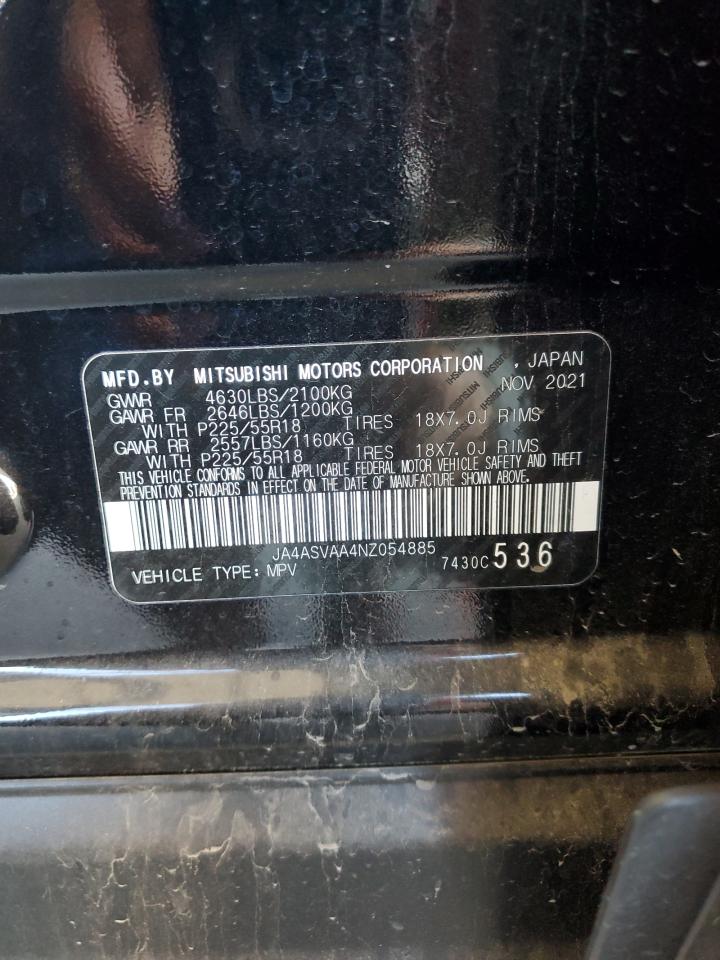 MFD.BY MITSUBISHI MOTORS CORPORATION , JAPAN
GVWR 4630LBS/2100KG NOV 2021
GAWR FR 2646LBS/1200KG
WITH P225/55R18 TIRES 18X7.0J RIMS
GAWR RR 2557LBS/1160KG
WITH P225/55R18 TIRES 18X7.0J RIMS
THIS VEHICLE CONFORMS TO ALL APPLICABLE FEDERAL MOTOR VEHICLE SAFETY AND THEFT
PREVENTION STANDARDS IN EFFECT ON THE DATE OF MANUFACTURE SHOWN ABOVE.
JA4ASVAA4NZ054885
VEHICLE TYPE: MPV 7430C 536